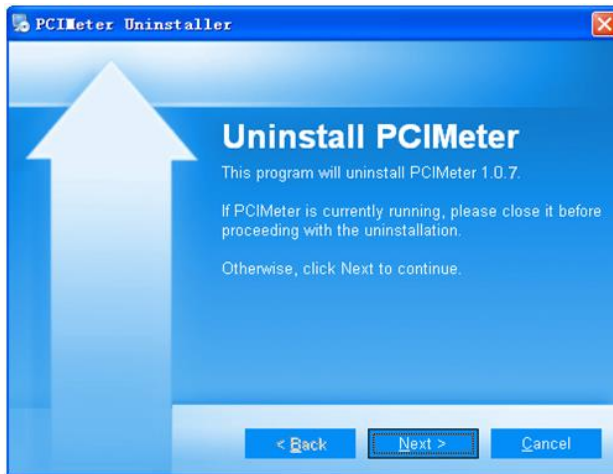 PCIMeter Uninstaller
Uninstall PCIMeter
This program will uninstall PCIMeter 1.0.7.
If PCIMeter is currently running, please close it before
proceeding with the uninstallation.
Otherwise, click Next to continue.
< Back
Next >
Cancel